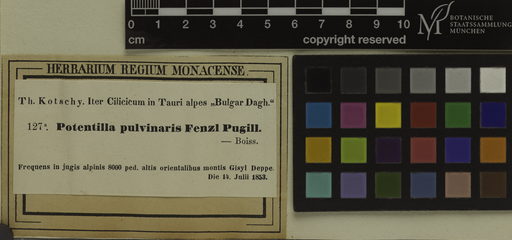 0 1 2 3 4 5 6 7 8 9 10
cm copyright reserved
M BOTANISCHE
STAATSSAMMLUNG
MÜNCHEN
HERBARIUM REGIUM MONACENSE.
Th. Kotschy. Iter Cilicicum in Tauri alpes „Bulgar Dagh.“
127ª. Potentilla pulvinaris Fenzl Pugill.
— Boiss.
Frequens in jugis alpinis 8000 ped. altis orientalibus montis Gisyl Deppe.
Die 14. Julii 1853.